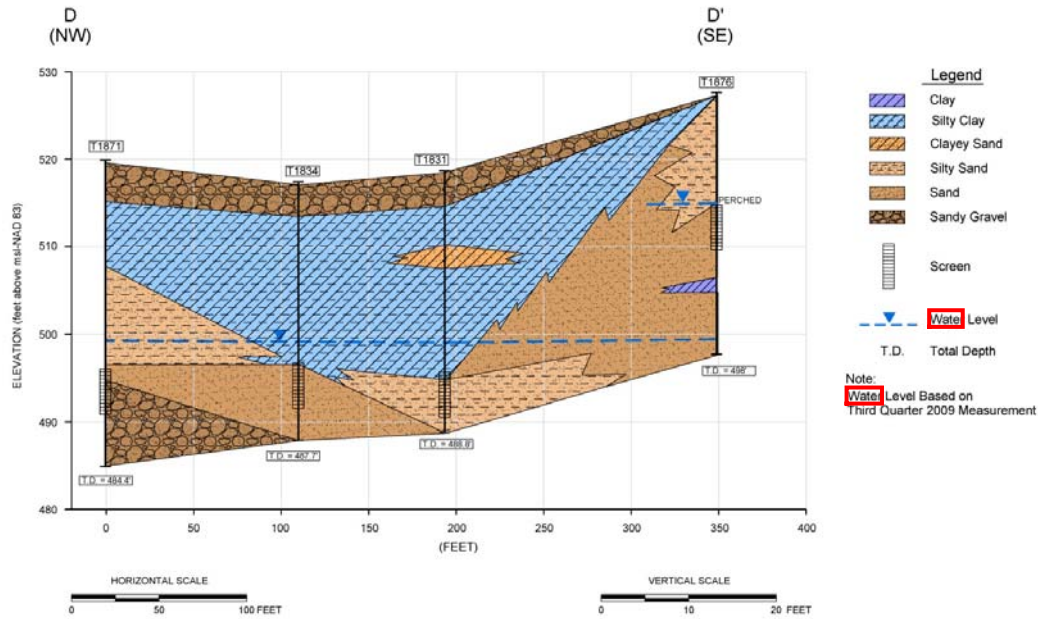 D
(NW)
D'
(SE)
530
520
510
500
490
480
ELEVATION (feet above msl-NAD 83)
T1871
T1834
T1831
T1876
PERCHED
T.D. = 484.4'
T.D. = 487.7'
T.D. = 488.8'
T.D. = 498'
0 50 100 150 200 250 300 350 400
(FEET)
Legend
Clay
Silty Clay
Clayey Sand
Silty Sand
Sand
Sandy Gravel
Screen
Water Level
T.D. Total Depth
Note:
Water Level Based on
Third Quarter 2009 Measurement
HORIZONTAL SCALE
0 50 100 FEET
VERTICAL SCALE
0 10 20 FEET